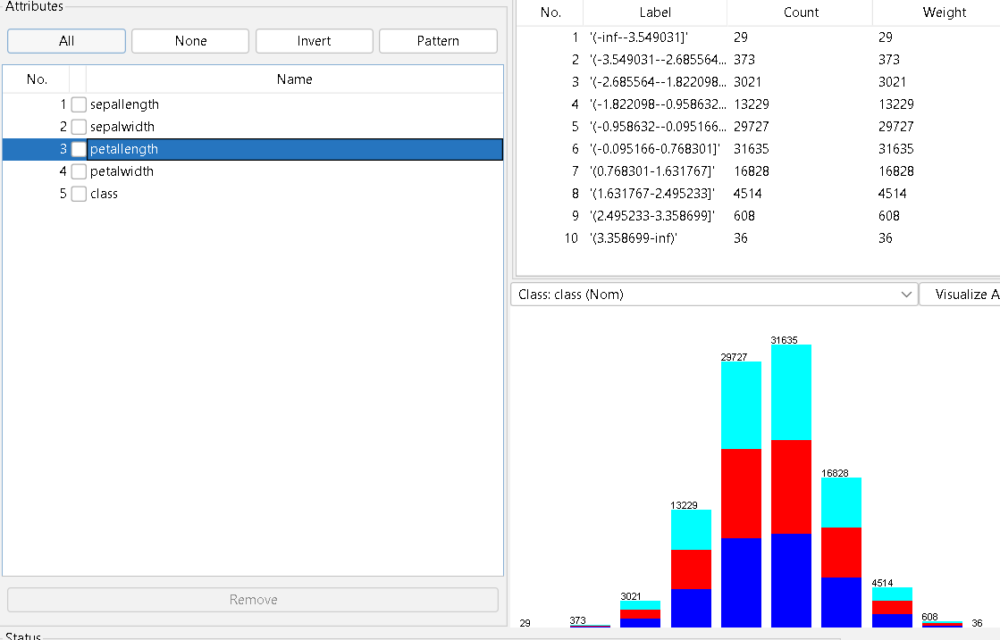 Attributes
All None Invert Pattern
No. Name
1 sepallength
2 sepalwidth
3 petallength
4 petalwidth
5 class
Remove
Status
No. Label Count Weight
1 '(-inf--3.549031]' 29 29
2 '(-3.549031--2.685564... 373 373
3 '(-2.685564--1.822098... 3021 3021
4 '(-1.822098--0.958632... 13229 13229
5 '(-0.958632--0.095166... 29727 29727
6 '(-0.095166-0.768301]' 31635 31635
7 '(0.768301-1.631767]' 16828 16828
8 '(1.631767-2.495233]' 4514 4514
9 '(2.495233-3.358699]' 608 608
10 '(3.358699-inf)' 36 36
Class: class (Nom) Visualize A
29 373 3021 13229 29727 31635 16828 4514 608 36